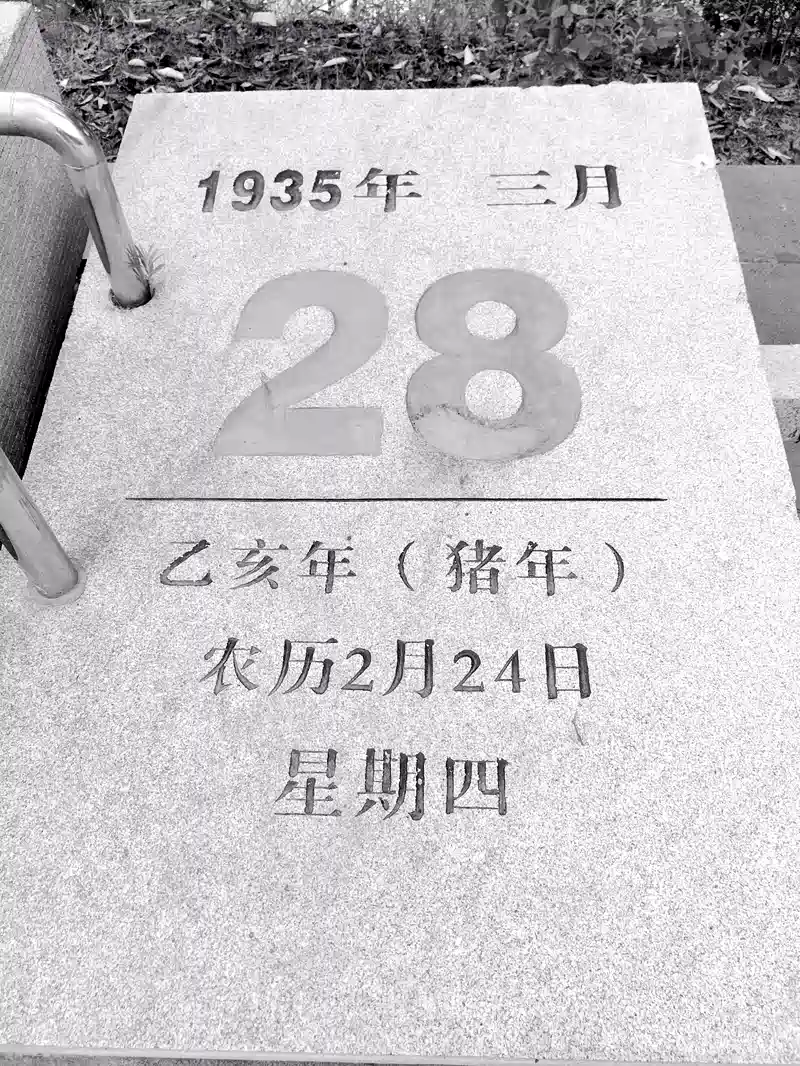 1935年 三月
28
乙亥年（猪年）
农历2月24日
星期四